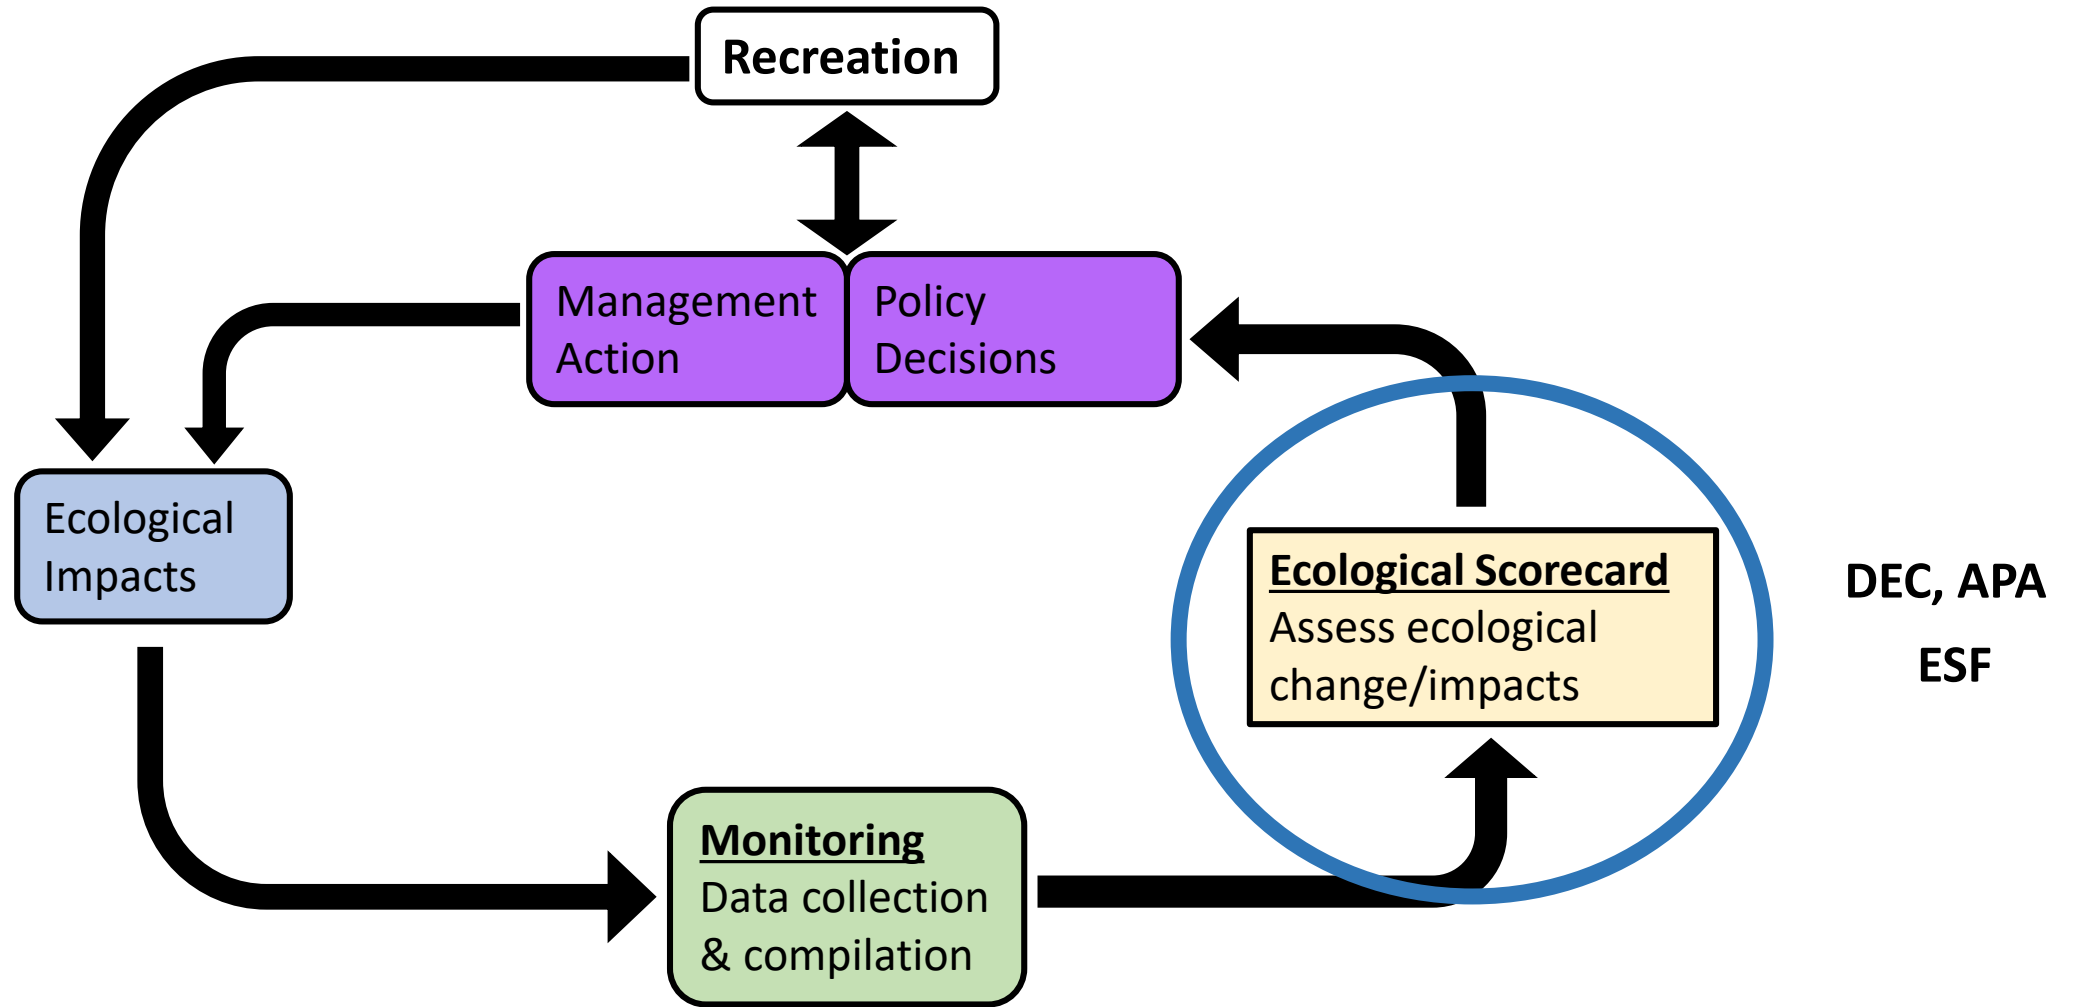 Recreation
Management
Action
Policy
Decisions
Ecological
Impacts
Ecological Scorecard
Assess ecological
change/impacts
DEC, APA
ESF
Monitoring
Data collection
& compilation